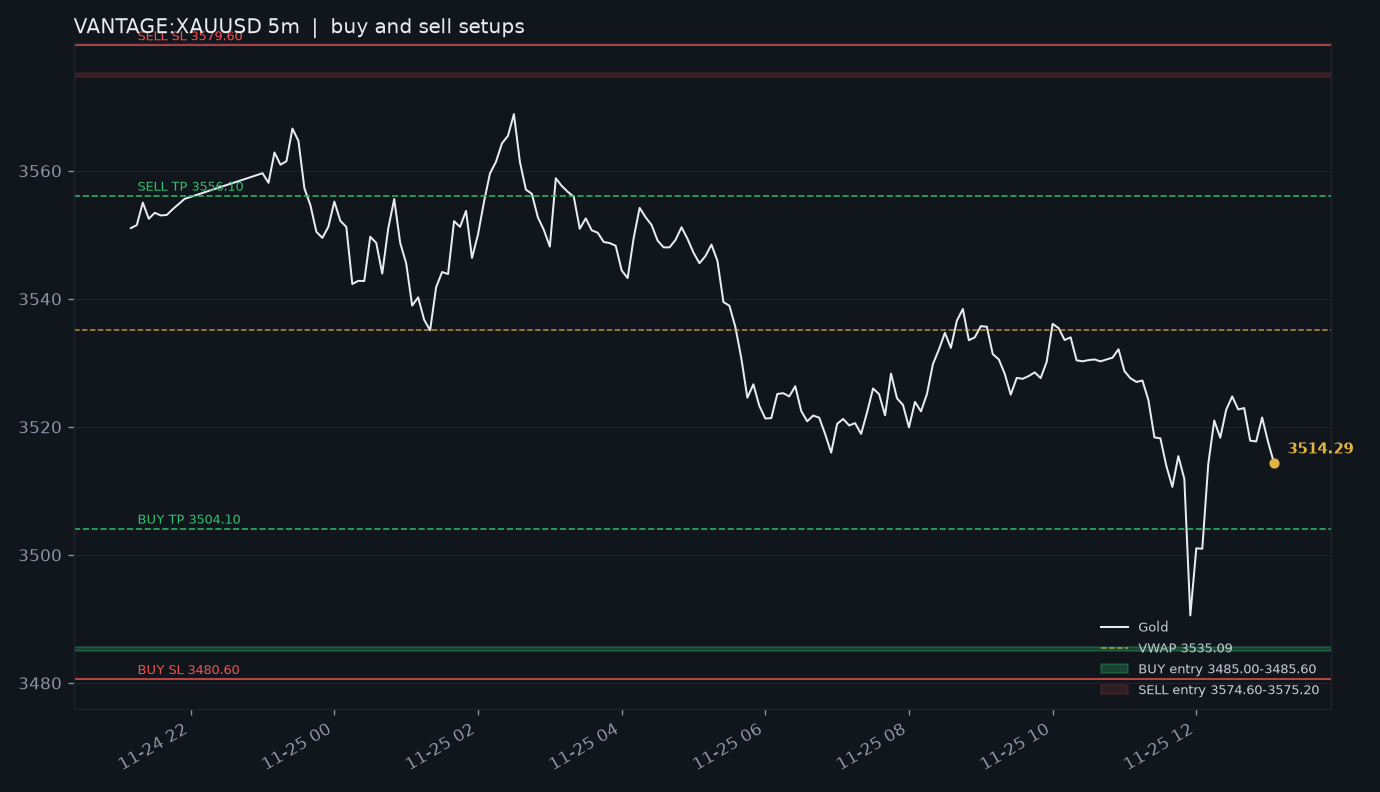 VANTAGE:XAUUSD 5m | buy and sell setups
SELL SL 3579.60
3560
SELL TP 3556.10
3540
3520
3514.29
BUY TP 3504.10
3500
Gold
VWAP 3535.09
BUY entry 3485.00-3485.60
SELL entry 3574.60-3575.20
BUY SL 3480.60
3480
11-24 22
11-25 00
11-25 02
11-25 04
11-25 06
11-25 08
11-25 10
11-25 12